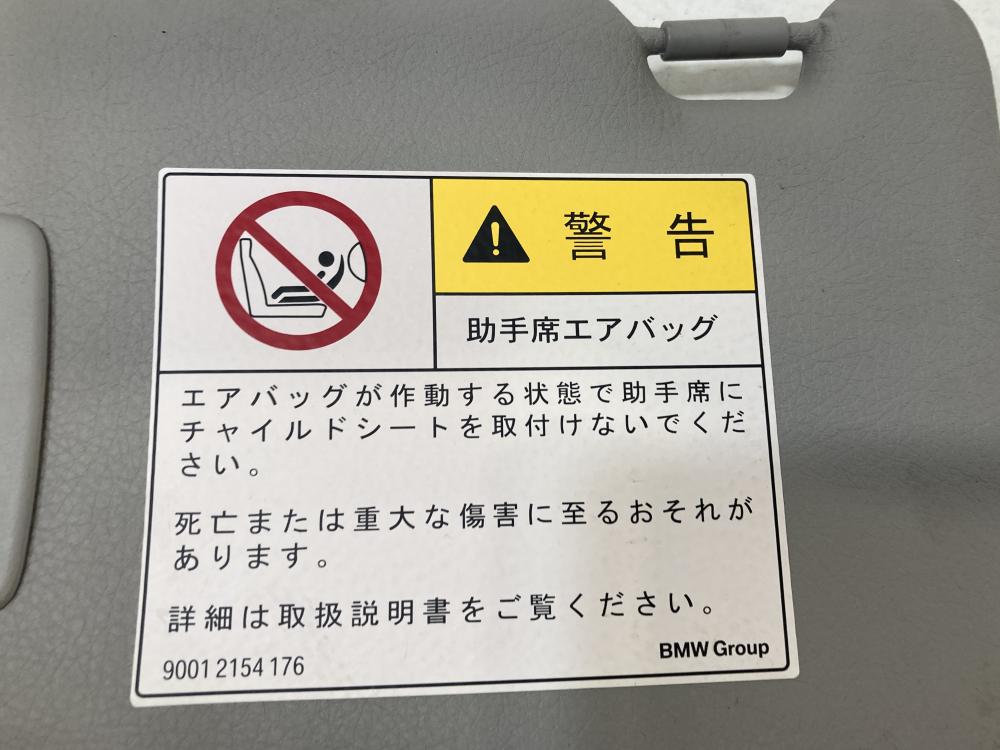 警告
助手席エアバッグ
エアバッグが作動する状態で助手席に
チャイルドシートを取付けないでくだ
さい。
死亡または重大な傷害に至るおそれが
あります。
詳細は取扱説明書をご覧ください。
9001 2154 176
BMW Group